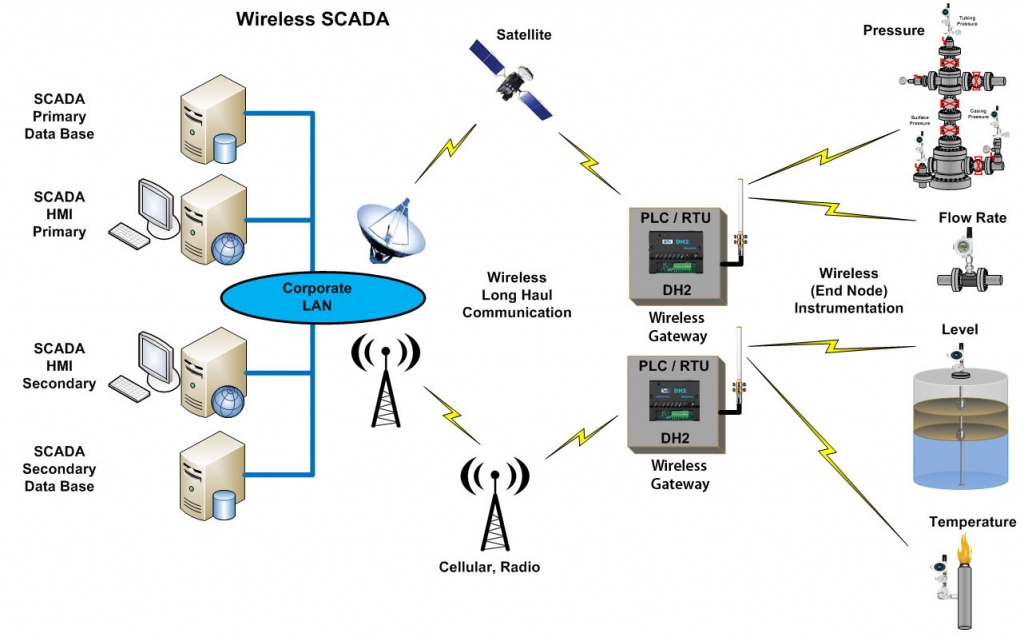 Wireless SCADA
Satellite
Pressure
Tubing
Pressure
SCADA
Primary
Data Base
Surface
Pressure
Casing
Pressure
SCADA
HMI
Primary
PLC / RTU
DH2
DH2
Wireless
Gateway
Flow Rate
Corporate
LAN
Wireless
Long Haul
Communication
Wireless
(End Node)
Instrumentation
SCADA
HMI
Secondary
Level
PLC / RTU
DH2
DH2
Wireless
Gateway
SCADA
Secondary
Data Base
Cellular, Radio
Temperature